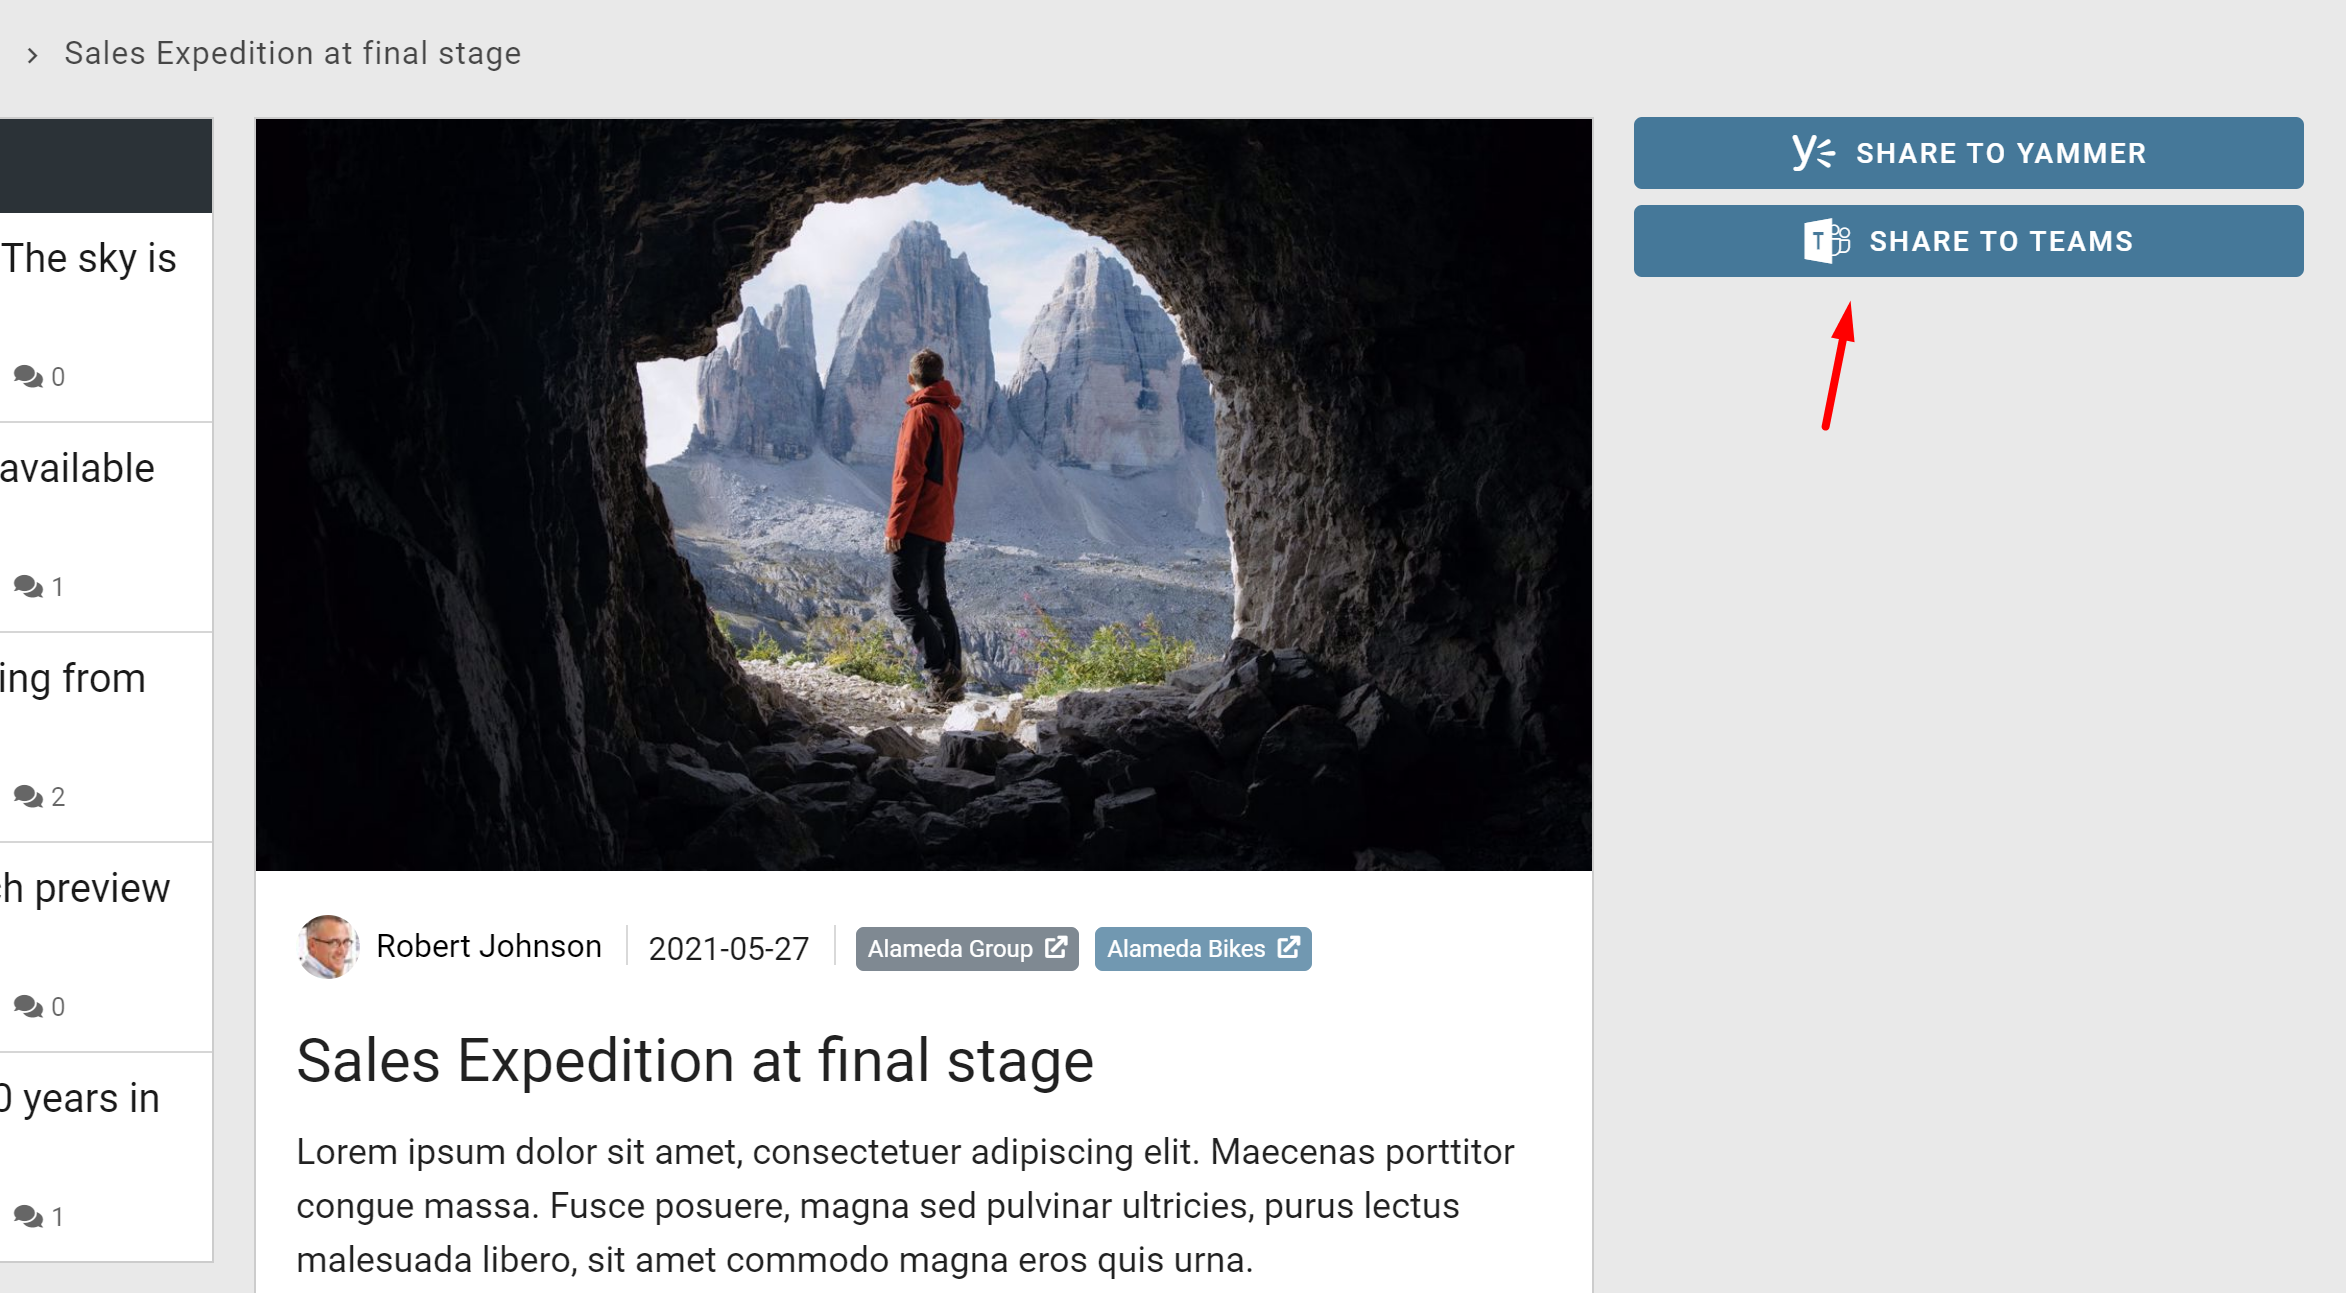 Sales Expedition at final stage
The sky is
0
available
1
ing from
2
h preview
0
0 years in
1
SHARE TO YAMMER
T SHARE TO TEAMS
Robert Johnson 2021-05-27 Alameda Group Alameda Bikes
Sales Expedition at final stage
Lorem ipsum dolor sit amet, consectetuer adipiscing elit. Maecenas porttitor
congue massa. Fusce posuere, magna sed pulvinar ultricies, purus lectus
malesuada libero, sit amet commodo magna eros quis urna.